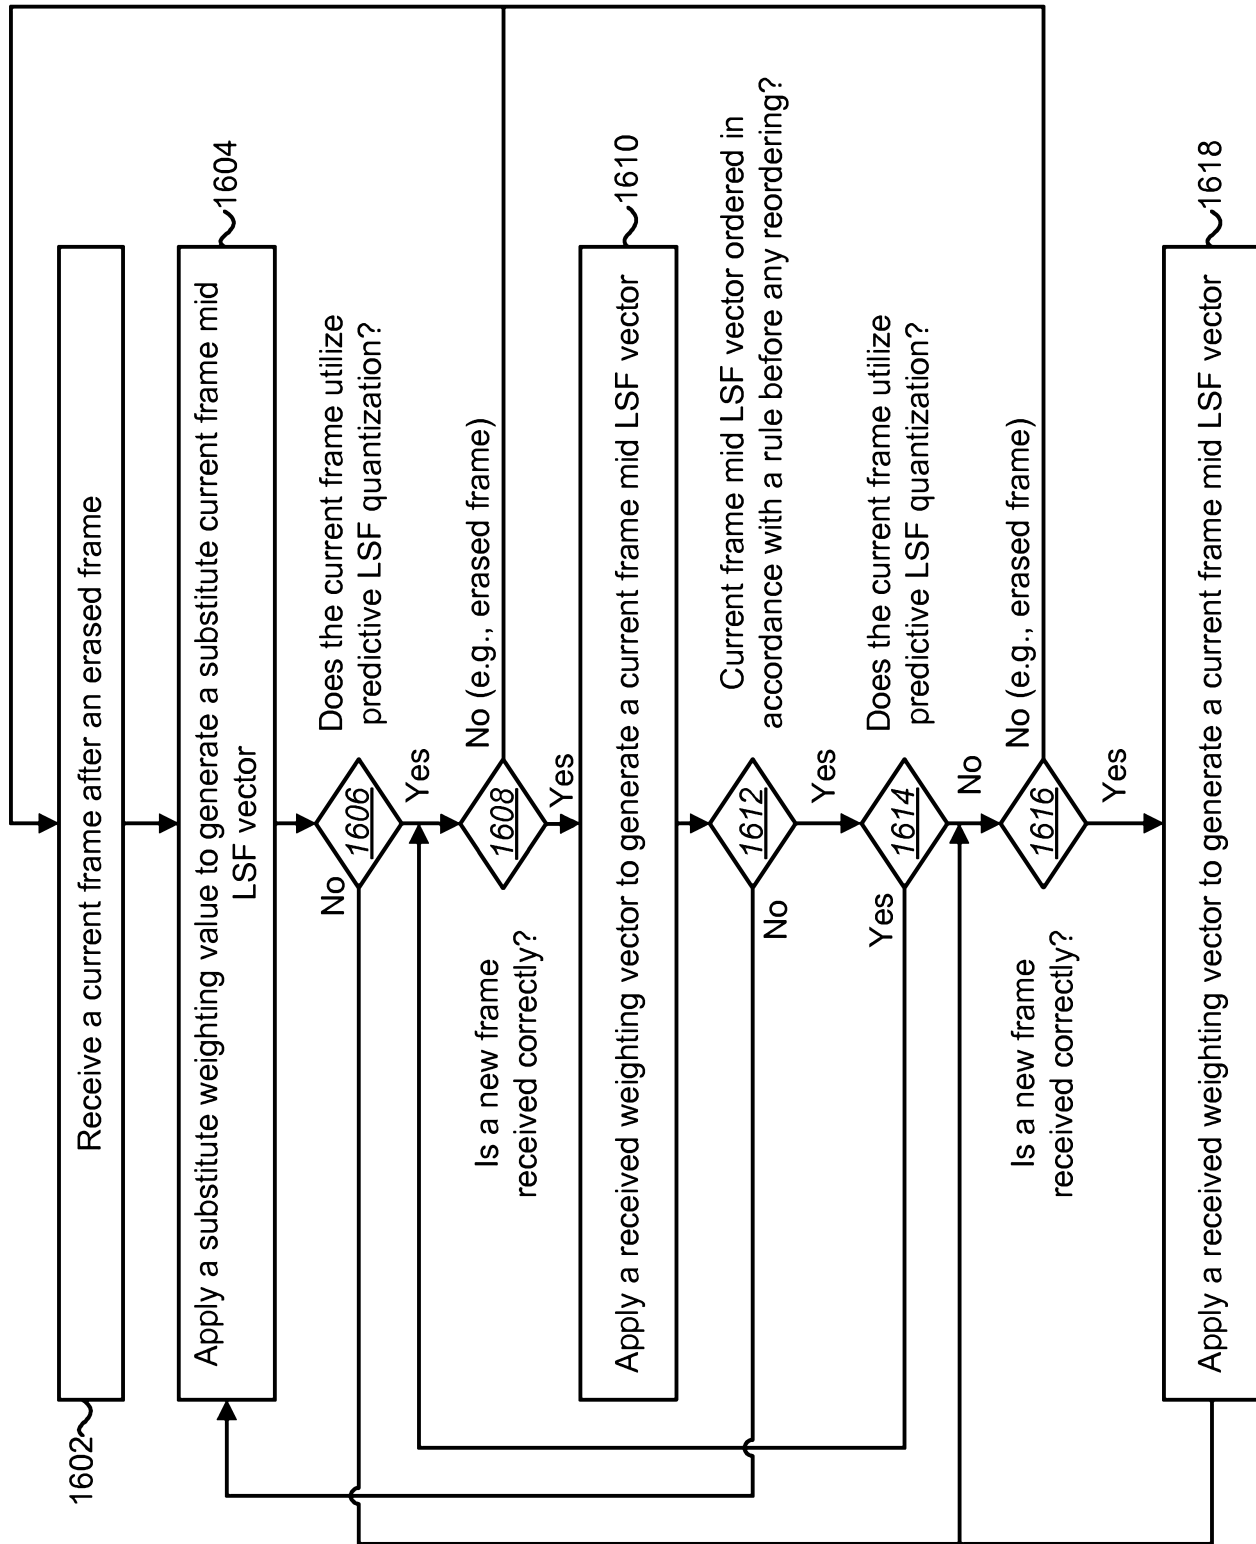 1602
Receive a current frame after an erased frame
1604
Apply a substitute weighting value to generate a substitute current frame mid
LSF vector
Does the current frame utilize
predictive LSF quantization?
1606
No
Yes
No (e.g., erased frame)
1608
Is a new frame
received correctly?
Yes
1610
Apply a received weighting vector to generate a current frame mid LSF vector
Current frame mid LSF vector ordered in
accordance with a rule before any reordering?
1612
No
Yes
Does the current frame utilize
predictive LSF quantization?
1614
Yes
No
No (e.g., erased frame)
1616
Is a new frame
received correctly?
Yes
1618
Apply a received weighting vector to generate a current frame mid LSF vector